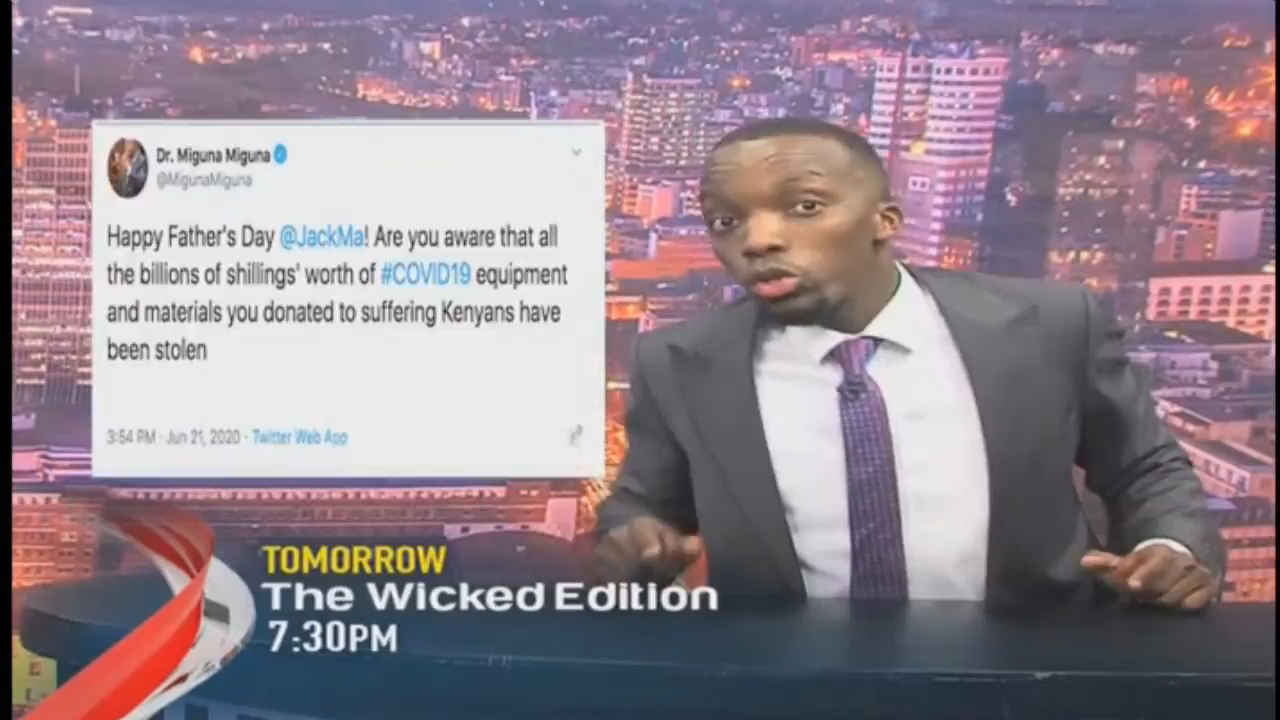 Dr. Miguna Miguna
@MigunaMiguna
Happy Father's Day @JackMa! Are you aware that all
the billions of shillings' worth of #COVID19 equipment
and materials you donated to suffering Kenyans have
been stolen
3:54 PM · Jun 21, 2020 · Twitter Web App
TOMORROW
The Wicked Edition
7:30PM